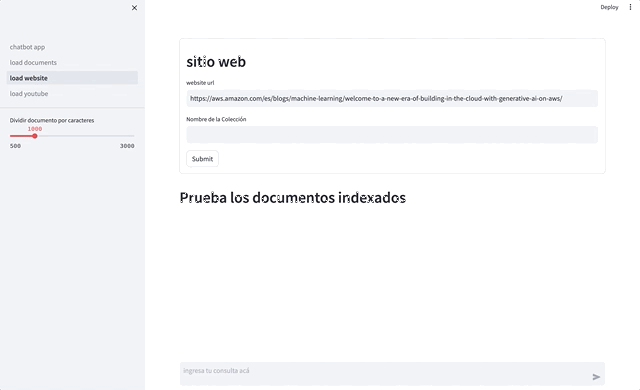 Deploy
chatbot app
load documents
load website
load youtube
Dividir documento por caracteres
1000
500 3000
sitio web
website url
https://aws.amazon.com/es/blogs/machine-learning/welcome-to-a-new-era-of-building-in-the-cloud-with-generative-ai-on-aws/
Nombre de la Colección
Submit
Prueba los documentos indexados
ingresa tu consulta acá